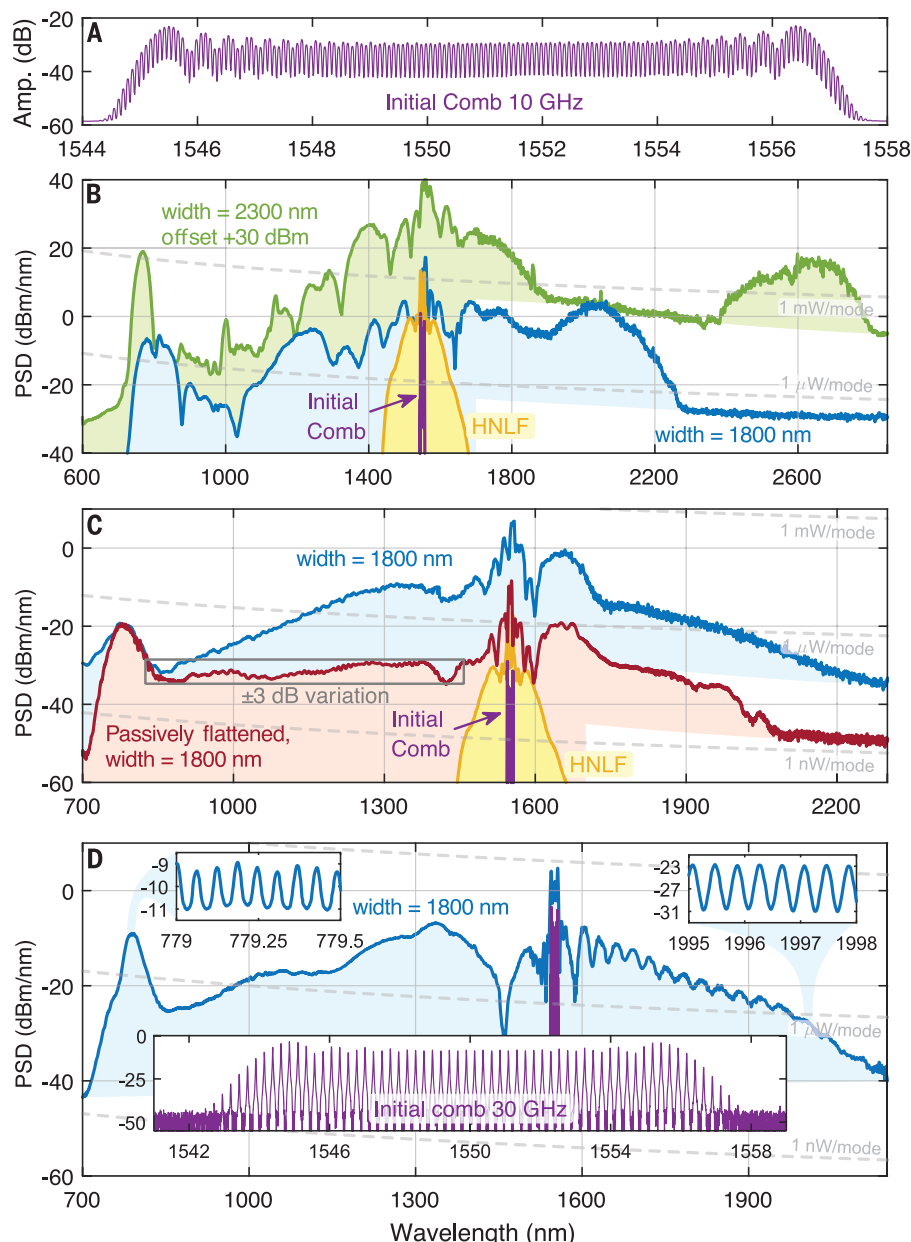 A
Amp. (dB)
-20
-40
-60
Initial Comb 10 GHz
1544 1546 1548 1550 1552 1554 1556 1558
B
PSD (dBm/nm)
40
20
0
-20
-40
width = 2300 nm
offset +30 dBm
1 mW/mode
1 μW/mode
Initial
Comb
HNLF
width = 1800 nm
600 1000 1400 1800 2200 2600
C
PSD (dBm/nm)
0
-20
-40
-60
1 mW/mode
width = 1800 nm
1 μW/mode
±3 dB variation
Initial
Comb
Passively flattened,
width = 1800 nm
HNLF
1 nW/mode
700 1000 1300 1600 1900 2200
D
PSD (dBm/nm)
0
-20
-40
-60
-9
-10
-11
779 779.25 779.5
width = 1800 nm
-23
-27
-31
1995 1996 1997 1998
1 μW/mode
0
-25
-50
Initial comb 30 GHz
1542 1546 1550 1554 1558
1 nW/mode
700 1000 1300 1600 1900
Wavelength (nm)